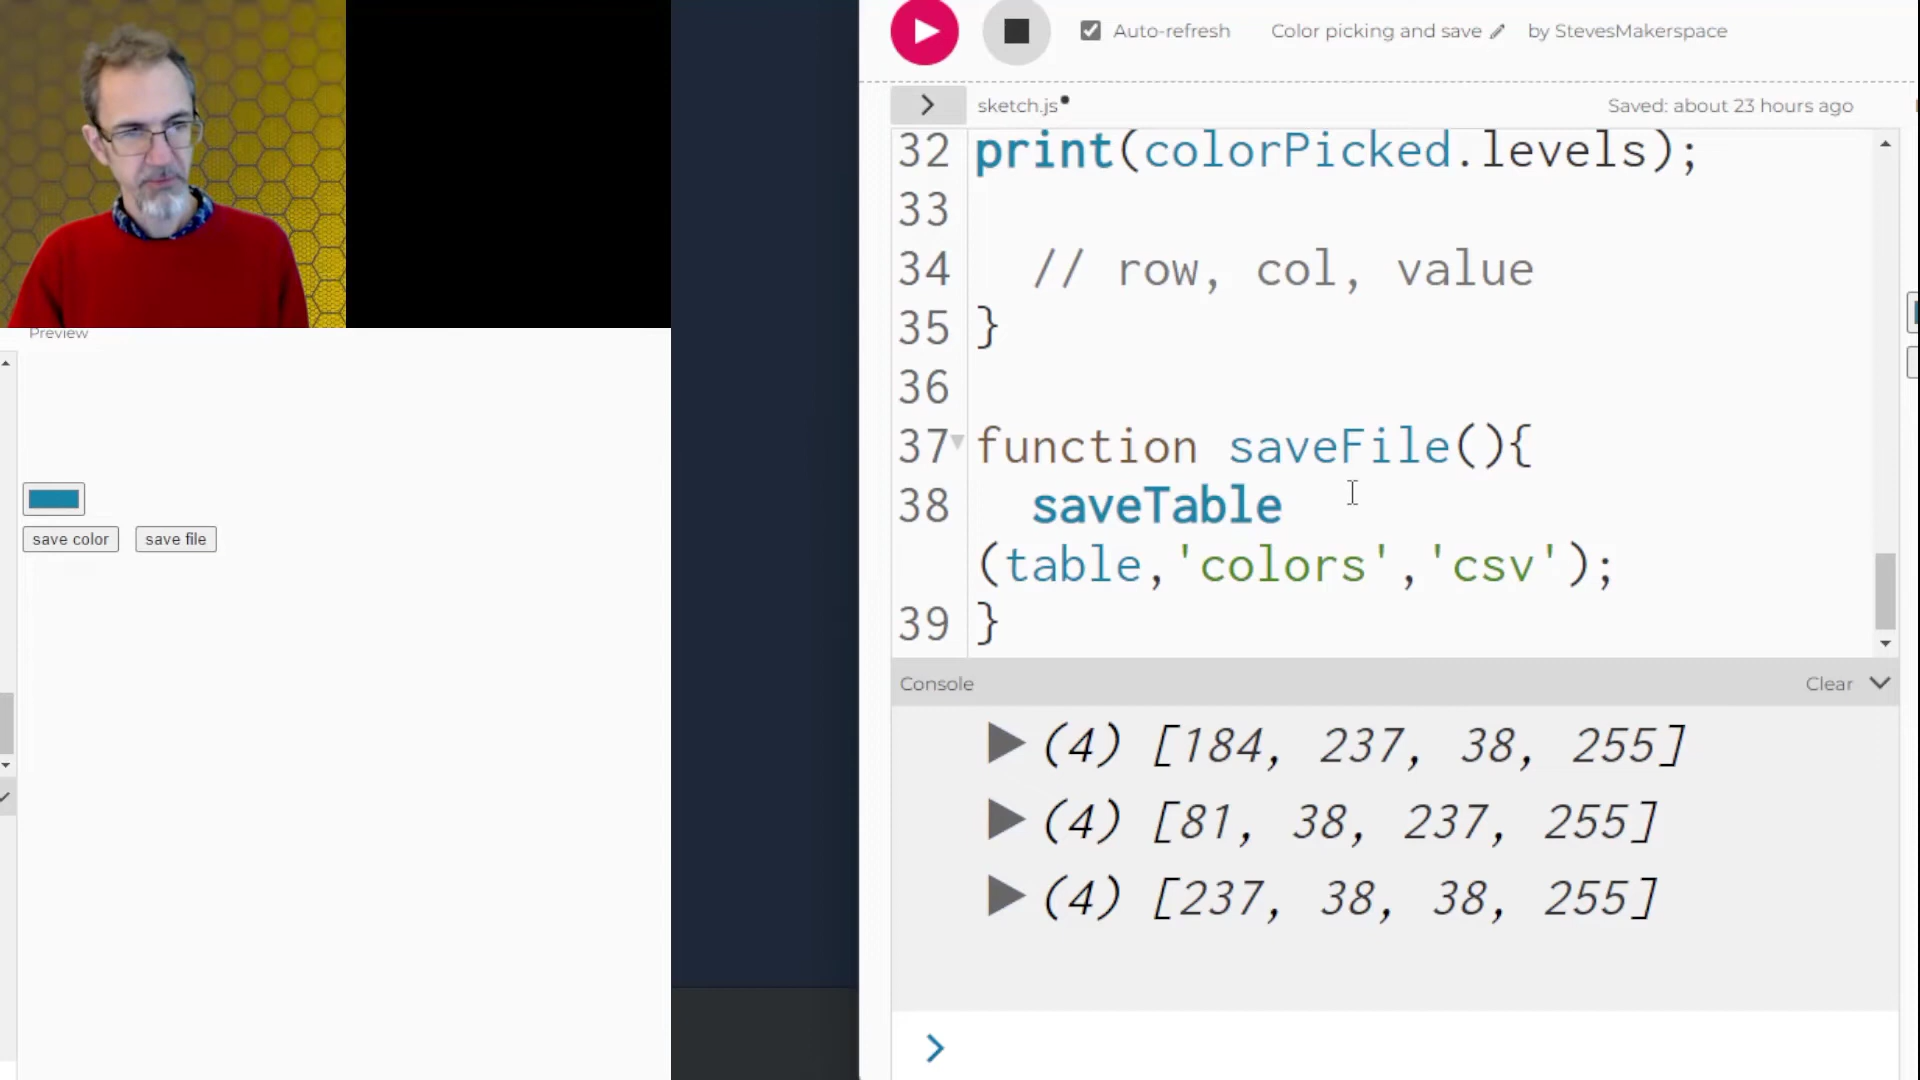 Auto-refresh
Color picking and save
by StevesMakerspace
sketch.js
Saved: about 23 hours ago
32 print(colorPicked.levels);
33
34 // row, col, value
35 }
36
37 function saveFile(){
38 saveTable
(table,'colors','csv');
39 }
Console
Clear
(4) [184, 237, 38, 255]
(4) [81, 38, 237, 255]
(4) [237, 38, 38, 255]
Preview
save color
save file